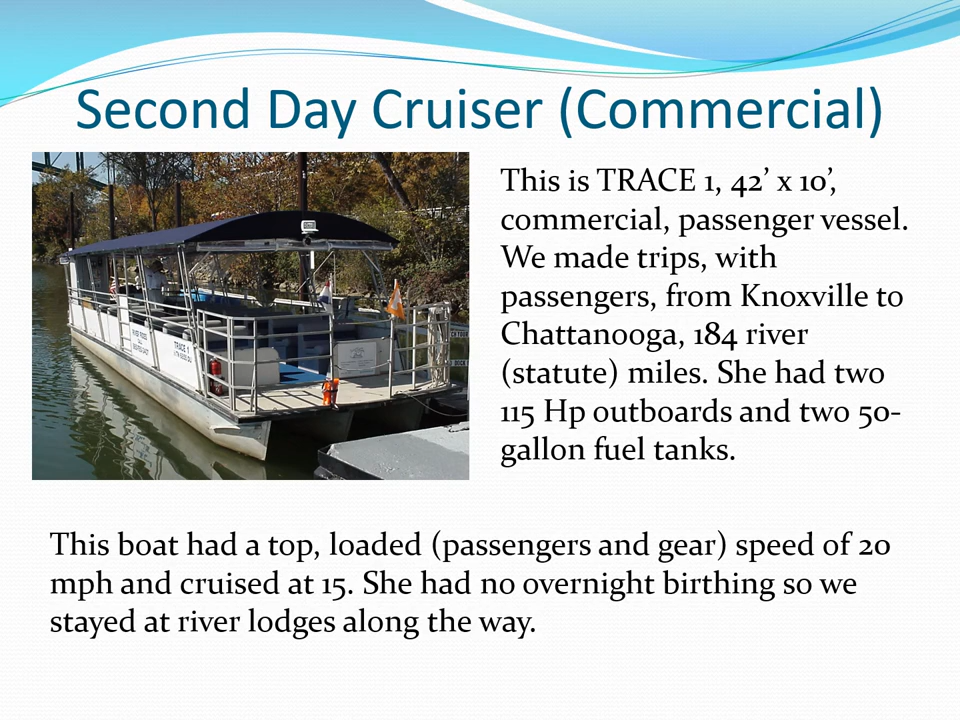 Second Day Cruiser (Commercial)
This is TRACE 1, 42’ x 10’,
commercial, passenger vessel.
We made trips, with
passengers, from Knoxville to
Chattanooga, 184 river
(statute) miles. She had two
115 Hp outboards and two 50-
gallon fuel tanks.
TRACE 1
This boat had a top, loaded (passengers and gear) speed of 20
mph and cruised at 15. She had no overnight birthing so we
stayed at river lodges along the way.